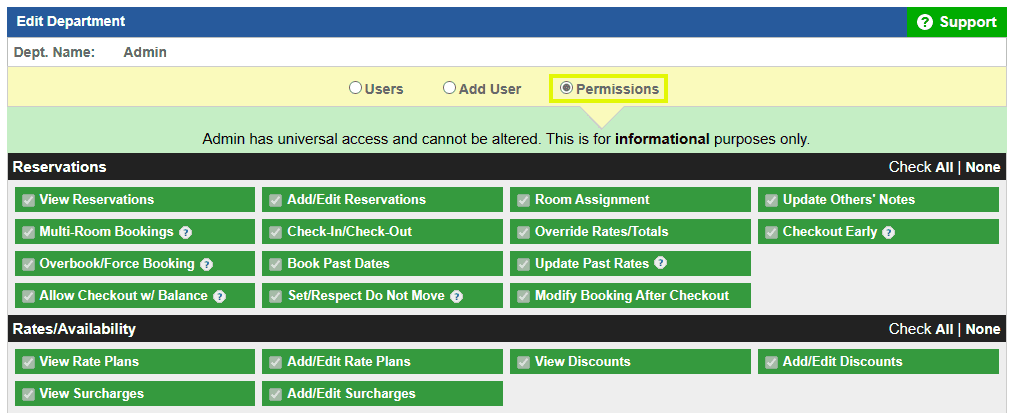 Edit Department
? Support
Dept. Name: Admin
Users Add User Permissions
Admin has universal access and cannot be altered. This is for informational purposes only.
Reservations Check All | None
View Reservations Add/Edit Reservations Room Assignment Update Others' Notes
Multi-Room Bookings ? Check-In/Check-Out Override Rates/Totals Checkout Early ?
Overbook/Force Booking ? Book Past Dates Update Past Rates ?
Allow Checkout w/ Balance ? Set/Respect Do Not Move ? Modify Booking After Checkout
Rates/Availability Check All | None
View Rate Plans Add/Edit Rate Plans View Discounts Add/Edit Discounts
View Surcharges Add/Edit Surcharges